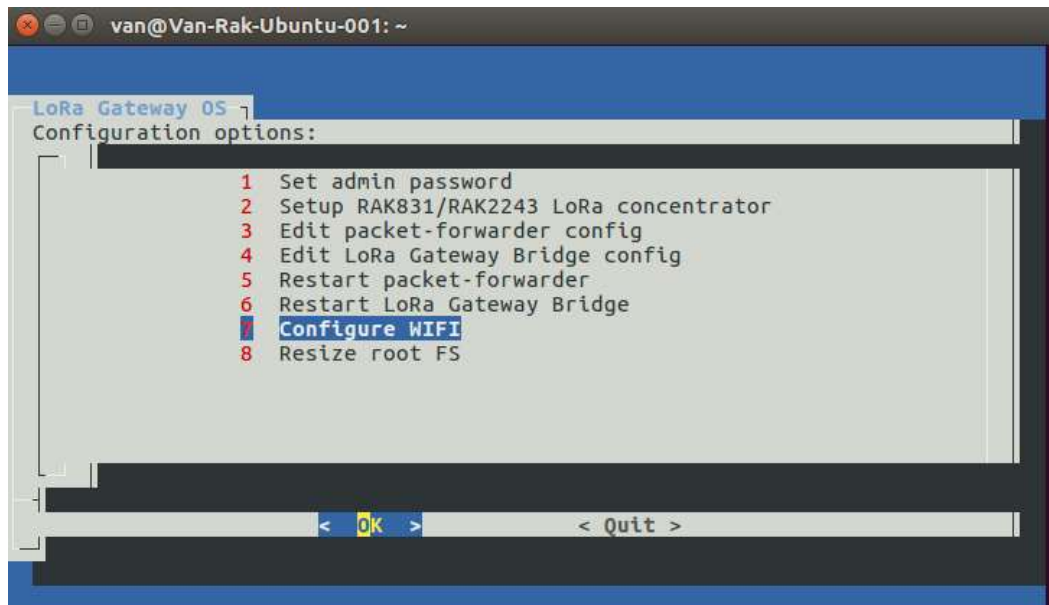 van@Van-Rak-Ubuntu-001: ~
LoRa Gateway OS
Configuration options:
1 Set admin password
2 Setup RAK831/RAK2243 LoRa concentrator
3 Edit packet-forwarder config
4 Edit LoRa Gateway Bridge config
5 Restart packet-forwarder
6 Restart LoRa Gateway Bridge
7 Configure WIFI
8 Resize root FS
< OK > < Quit >